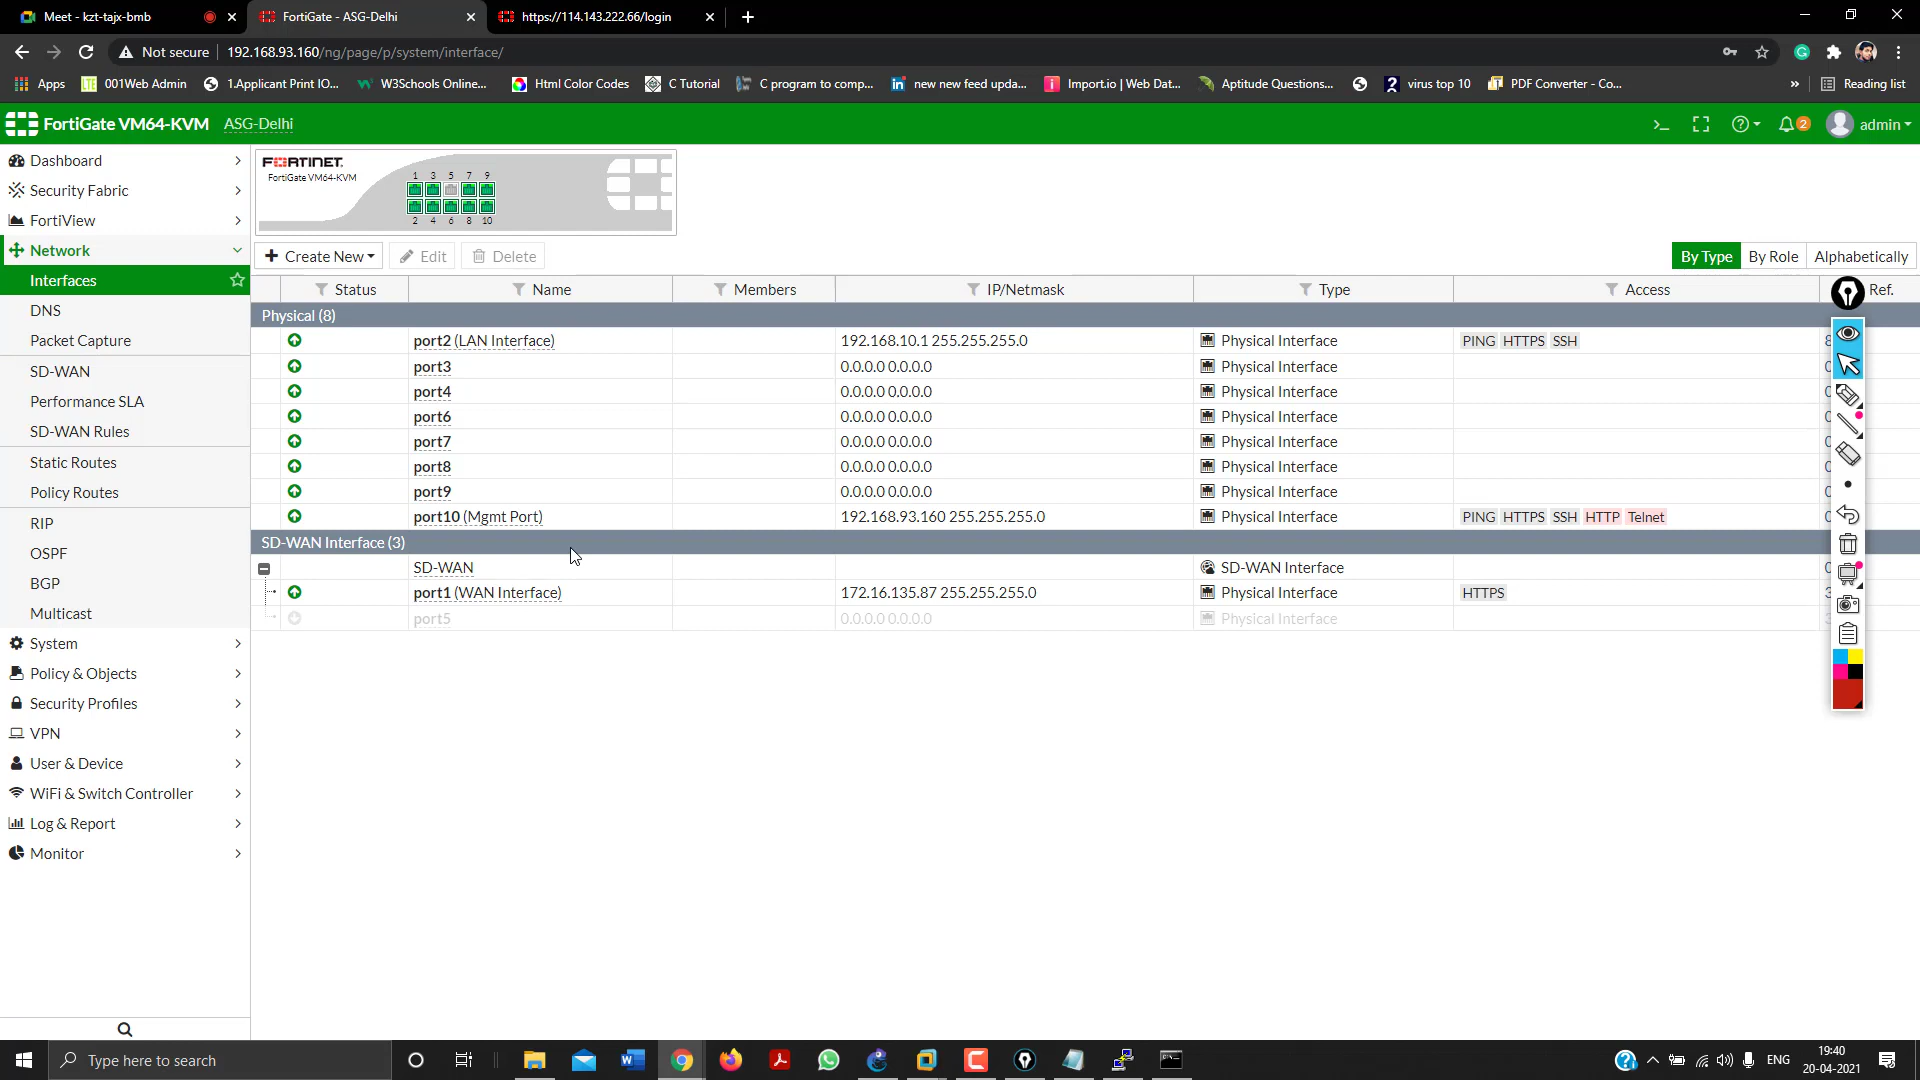 Meet - kzt-tajx-bmb
FortiGate - ASG-Delhi
https://114.143.222.66/login
Not secure
192.168.93.160/ng/page/p/system/interface/
Apps
001Web Admin
1.Applicant Print IO...
W3Schools Online...
Html Color Codes
C Tutorial
C program to comp...
new new feed upda...
Import.io | Web Dat...
Aptitude Questions...
virus top 10
PDF Converter - Co...
»
Reading list
FortiGate VM64-KVM
ASG-Delhi
>_
2
admin
Dashboard
Security Fabric
FortiView
Network
Interfaces
DNS
Packet Capture
SD-WAN
Performance SLA
SD-WAN Rules
Static Routes
Policy Routes
RIP
OSPF
BGP
Multicast
System
Policy & Objects
Security Profiles
VPN
User & Device
WiFi & Switch Controller
Log & Report
Monitor
FORTINET
FortiGate VM64-KVM
1 3 5 7 9
2 4 6 8 10
Create New
Edit
Delete
By Type
By Role
Alphabetically
Status Name Members IP/Netmask Type Access Ref.
Physical (8)
port2 (LAN Interface) 192.168.10.1 255.255.255.0 Physical Interface PING HTTPS SSH 8
port3 0.0.0.0 0.0.0.0 Physical Interface
port4 0.0.0.0 0.0.0.0 Physical Interface
port6 0.0.0.0 0.0.0.0 Physical Interface
port7 0.0.0.0 0.0.0.0 Physical Interface
port8 0.0.0.0 0.0.0.0 Physical Interface
port9 0.0.0.0 0.0.0.0 Physical Interface
port10 (Mgmt Port) 192.168.93.160 255.255.255.0 Physical Interface PING HTTPS SSH HTTP Telnet
SD-WAN Interface (3)
SD-WAN SD-WAN Interface
port1 (WAN Interface) 172.16.135.87 255.255.255.0 Physical Interface HTTPS
port5 0.0.0.0 0.0.0.0 Physical Interface
Type here to search
ENG
19:40
20-04-2021